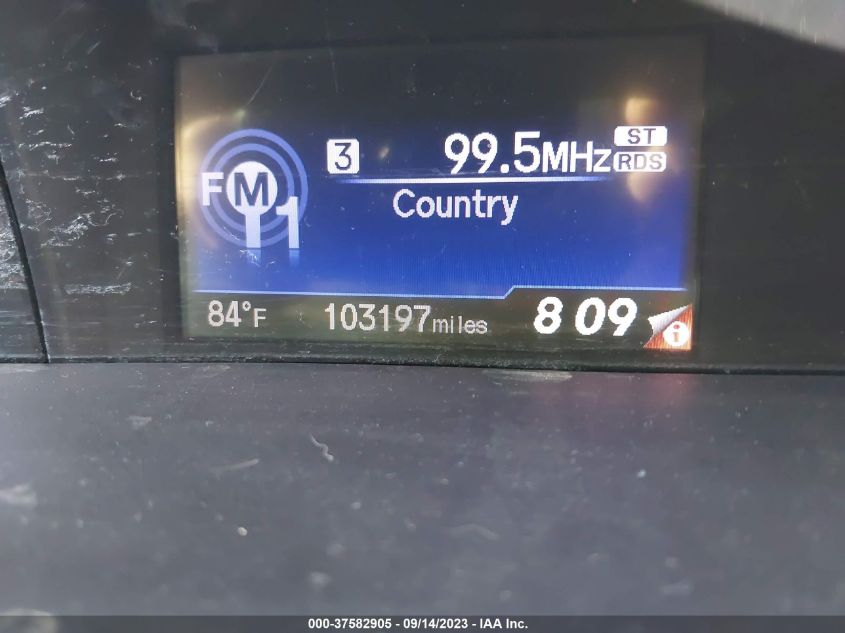 FM1
3 99.5MHz ST
RDS
Country
84°F 103197miles 8 09 i
000-37582905 - 09/14/2023 - IAA Inc.